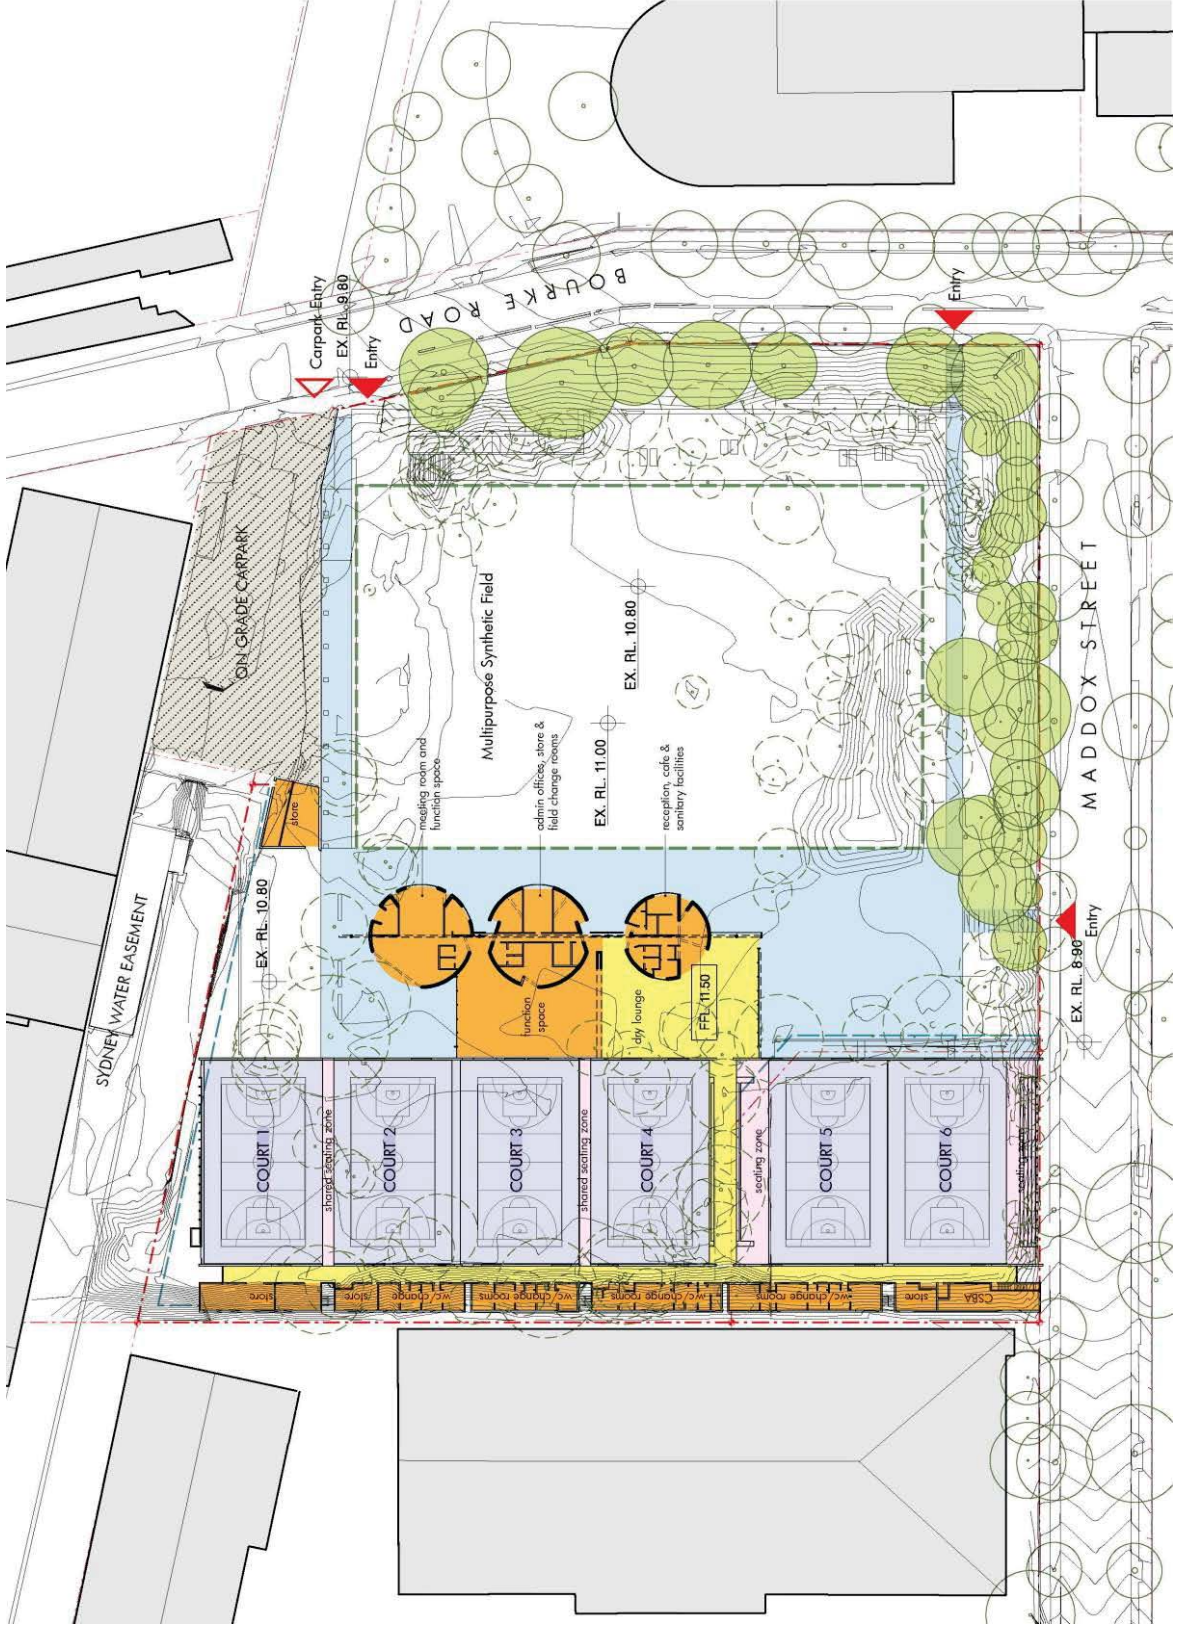 Carpark Entry
EX. RL. 9.80
Entry
BOURKE ROAD
Entry
ON GRADE CARPARK
Multipurpose Synthetic Field
EX. RL. 10.80
EX. RL. 11.00
meeting room and
function space
admin offices, store &
field change rooms
reception, cafe &
sanitary facilities
store
SYDNEY WATER EASEMENT
EX. RL. 10.80
function
space
dry lounge
FFL. 11.50
MADDOX STREET
Entry
EX. RL. 8.90
COURT 1
shared seating zone
COURT 2
COURT 3
shared seating zone
COURT 4
seating zone
COURT 5
COURT 6
seating zone
store
store
wc/change rooms
wc/change rooms
wc/change rooms
wc/change rooms
store
CSBA